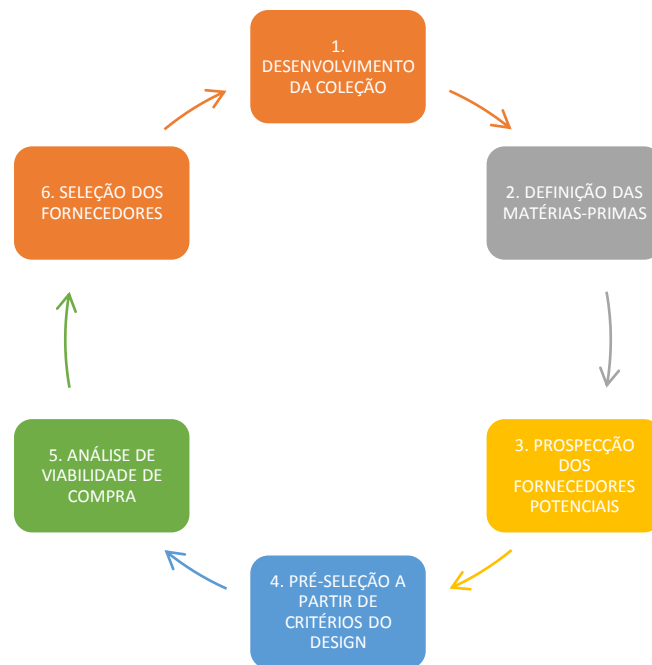 1.
DESENVOLVIMENTO
DA COLEÇÃO
2. DEFINIÇÃO DAS
MATÉRIAS-PRIMAS
3. PROSPECÇÃO
DOS
FORNECEDORES
POTENCIAIS
4. PRÉ-SELEÇÃO A
PARTIR DE
CRITÉRIOS DO
DESIGN
5. ANÁLISE DE
VIABILIDADE DE
COMPRA
6. SELEÇÃO DOS
FORNECEDORES